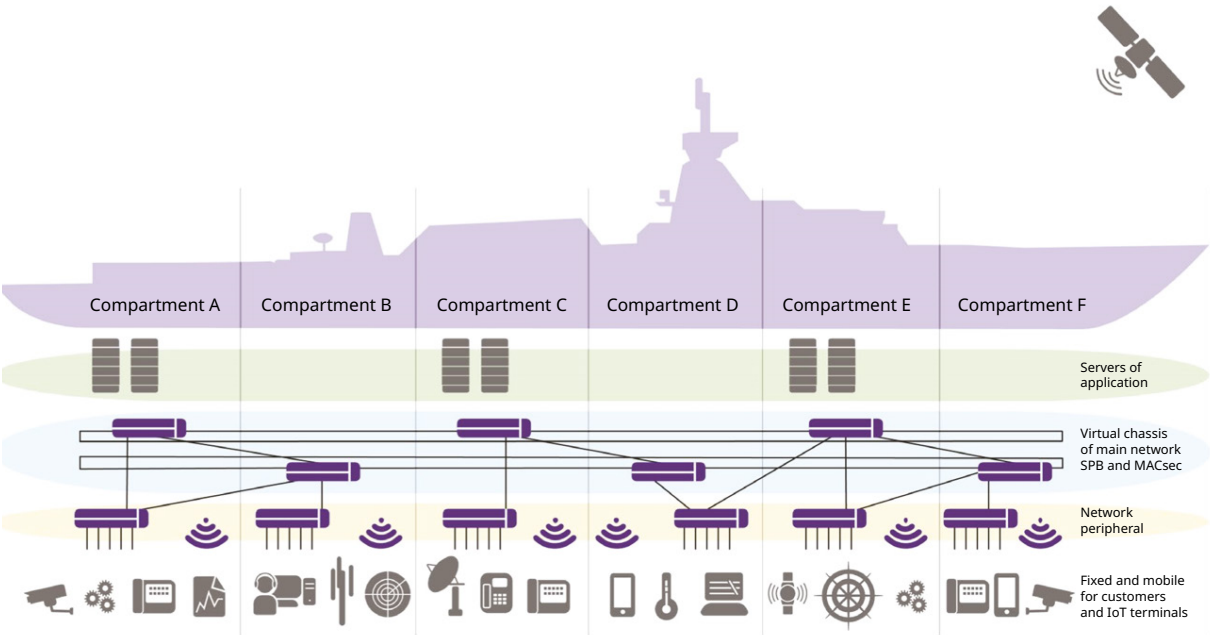 Compartment A
Compartment B
Compartment C
Compartment D
Compartment E
Compartment F
Servers of
application
Virtual chassis
of main network
SPB and MACsec
Network
peripheral
Fixed and mobile
for customers
and IoT terminals